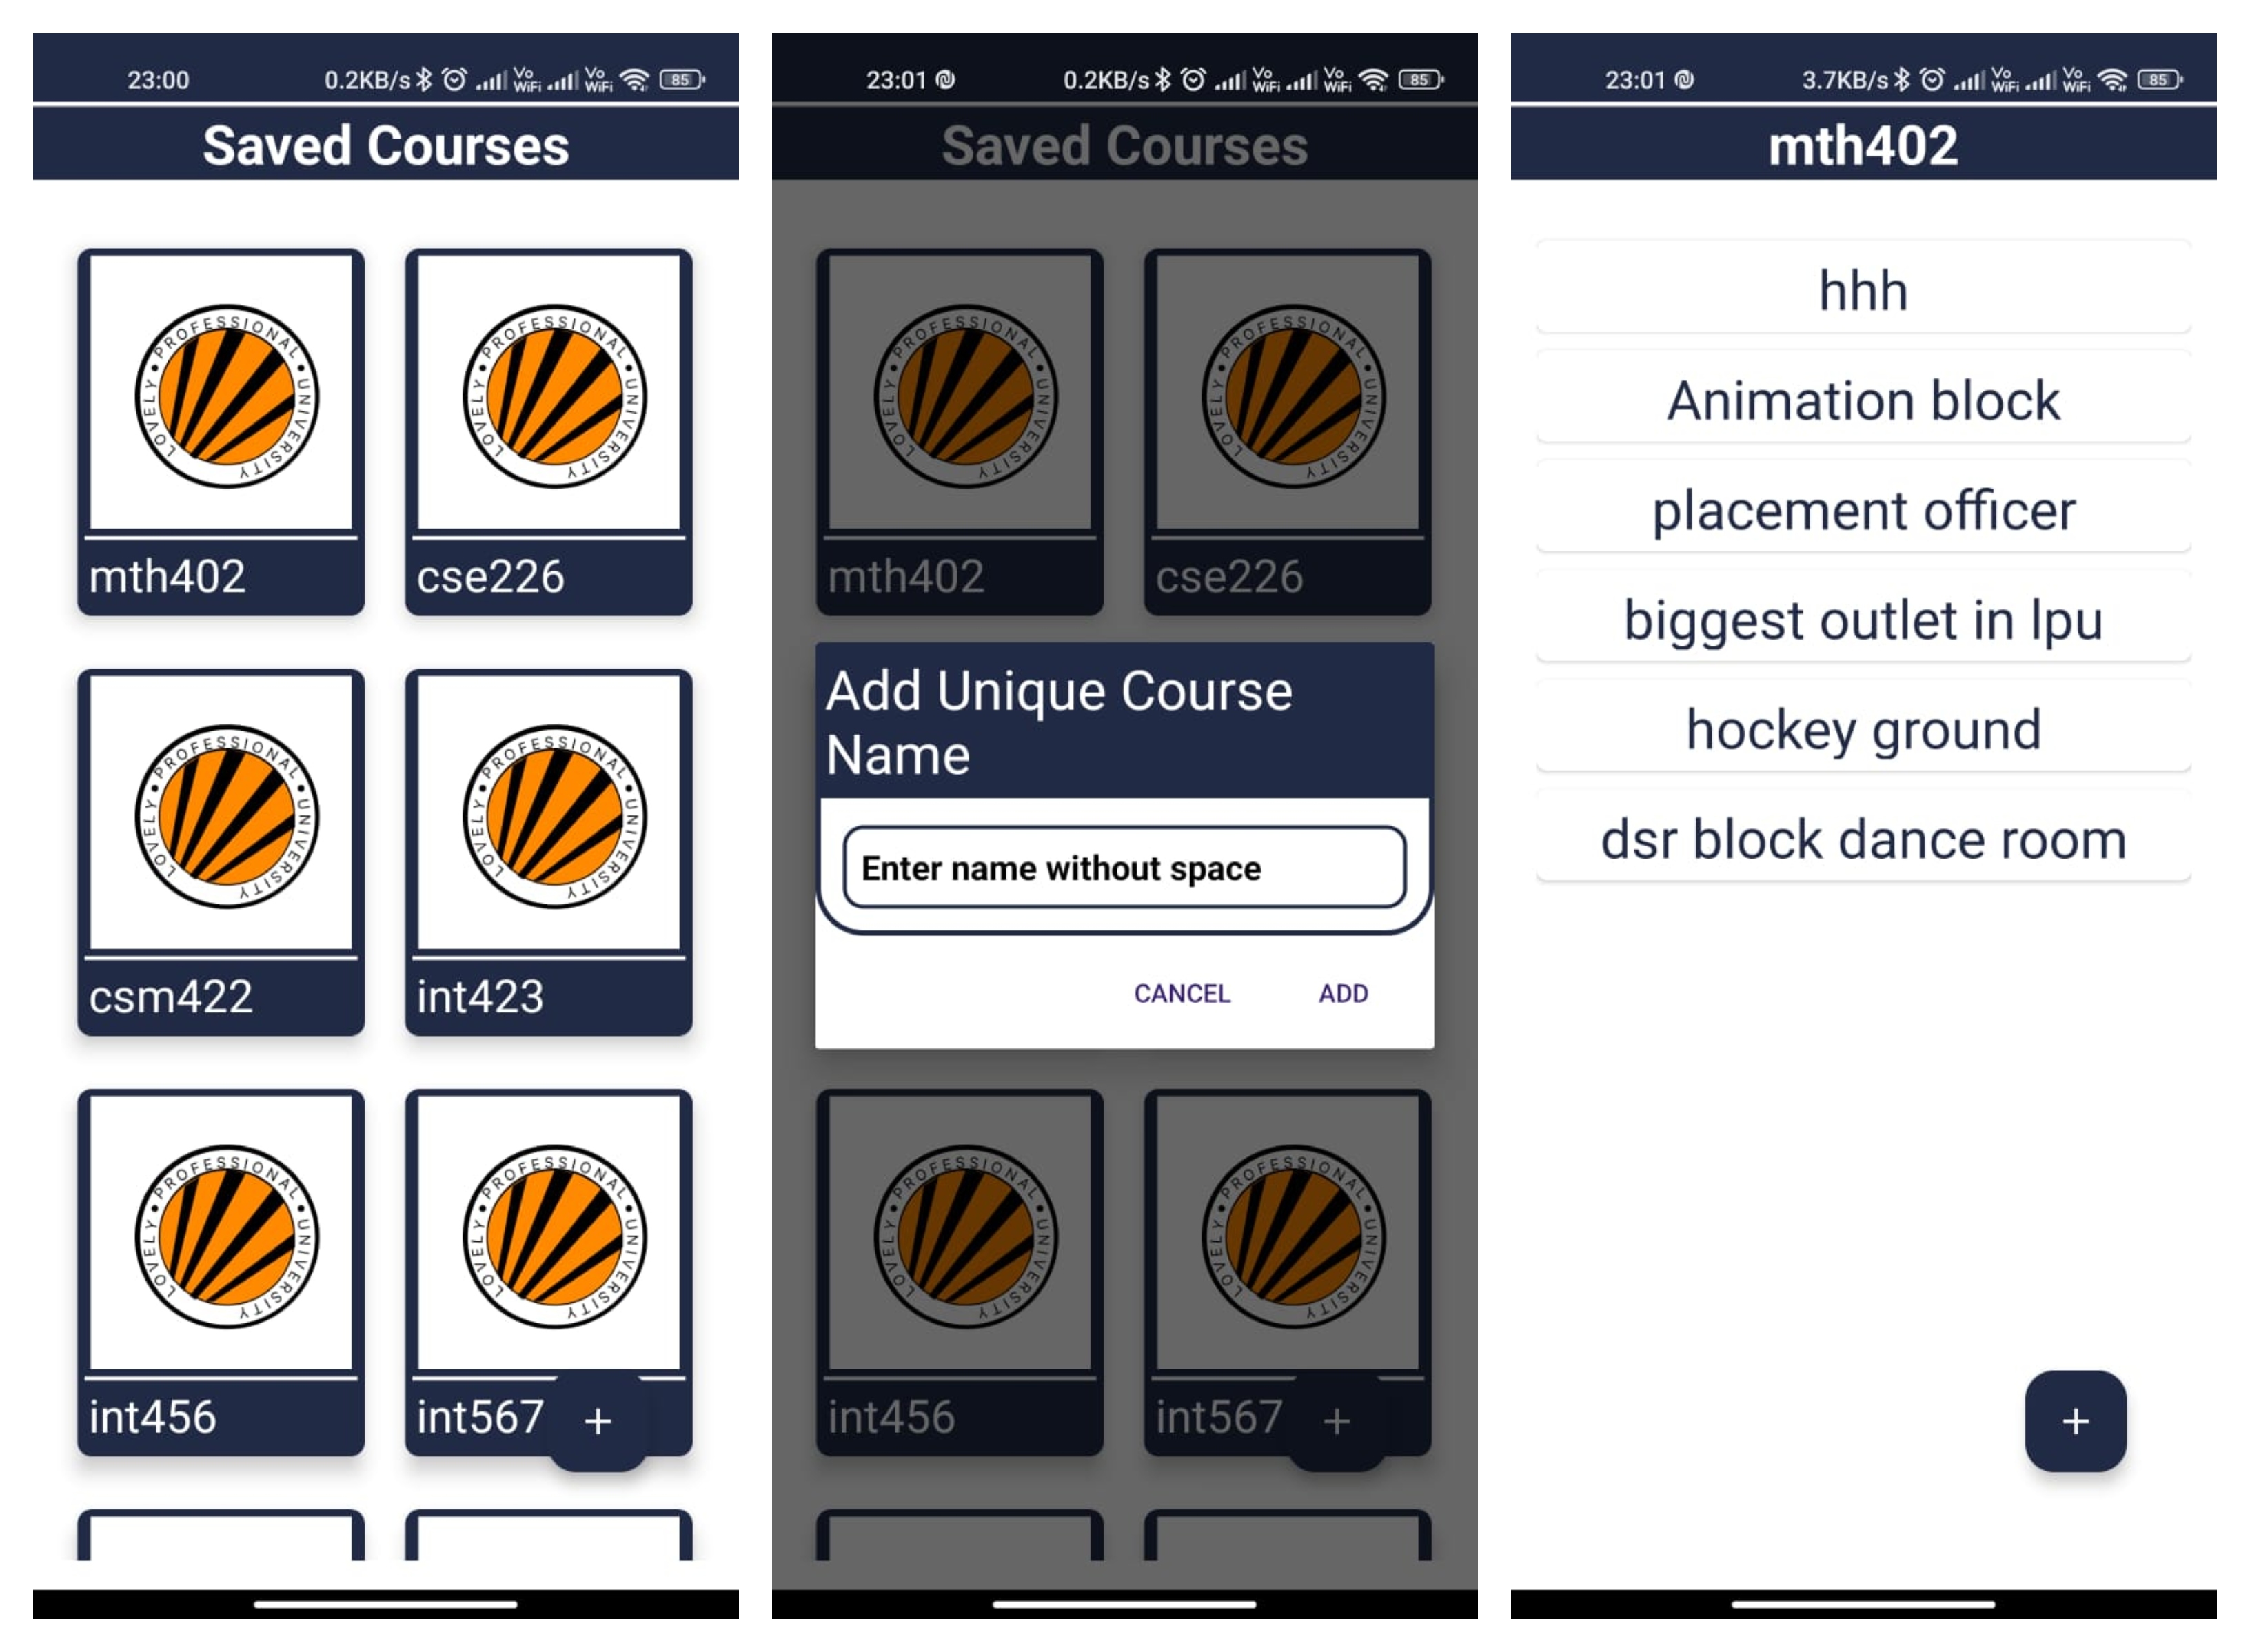 23:00 0.2KB/s Vo WiFi Vo WiFi 85
Saved Courses
LOVELY • PROFESSIONAL • UNIVERSITY
LOVELY • PROFESSIONAL • UNIVERSITY
mth402
cse226
LOVELY • PROFESSIONAL • UNIVERSITY
LOVELY • PROFESSIONAL • UNIVERSITY
csm422
int423
LOVELY • PROFESSIONAL • UNIVERSITY
LOVELY • PROFESSIONAL • UNIVERSITY
int456
int567 +
23:01 0.2KB/s Vo WiFi Vo WiFi 85
Saved Courses
LOVELY • PROFESSIONAL • UNIVERSITY
LOVELY • PROFESSIONAL • UNIVERSITY
mth402
cse226
Add Unique Course
Name
Enter name without space
CANCEL
ADD
LOVELY • PROFESSIONAL • UNIVERSITY
LOVELY • PROFESSIONAL • UNIVERSITY
int456
int567 +
23:01 3.7KB/s Vo WiFi Vo WiFi 85
mth402
hhh
Animation block
placement officer
biggest outlet in lpu
hockey ground
dsr block dance room
+